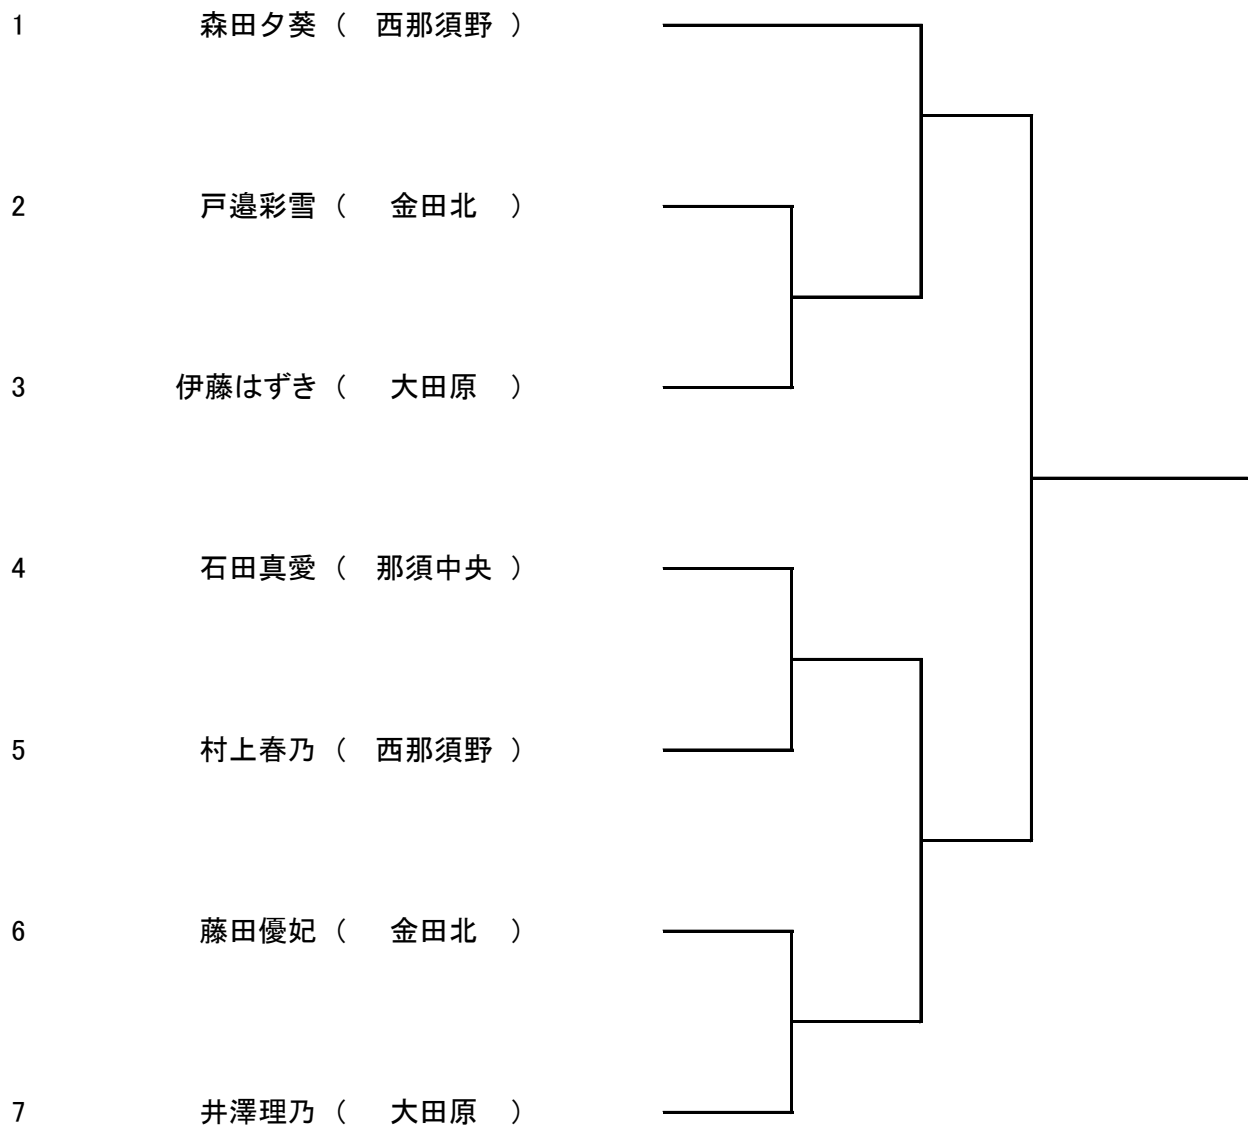 1 森田夕葵 （ 西那須野 ）
2 戸邉彩雪 （ 金田北 ）
3 伊藤はずき （ 大田原 ）
4 石田真愛 （ 那須中央 ）
5 村上春乃 （ 西那須野 ）
6 藤田優妃 （ 金田北 ）
7 井澤理乃 （ 大田原 ）